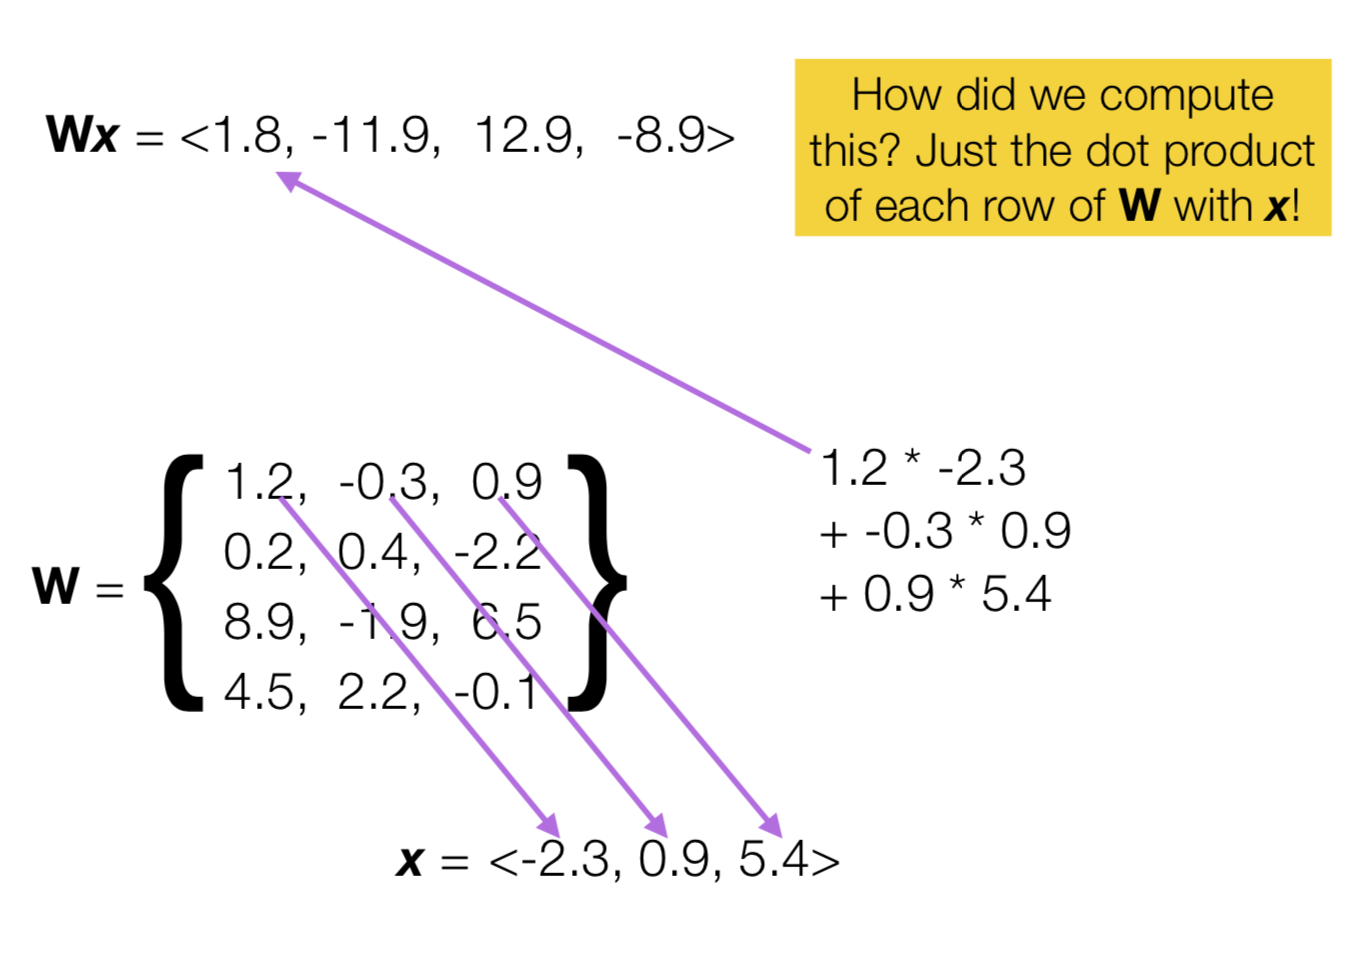 Wx = <1.8, -11.9, 12.9, -8.9>
How did we compute
this? Just the dot product
of each row of W with x!
1.2, -0.3, 0.9
0.2, 0.4, -2.2
W =
8.9, -1.9, 6.5
4.5, 2.2, -0.1
1.2 * -2.3
+ -0.3 * 0.9
+ 0.9 * 5.4
x = <-2.3, 0.9, 5.4>